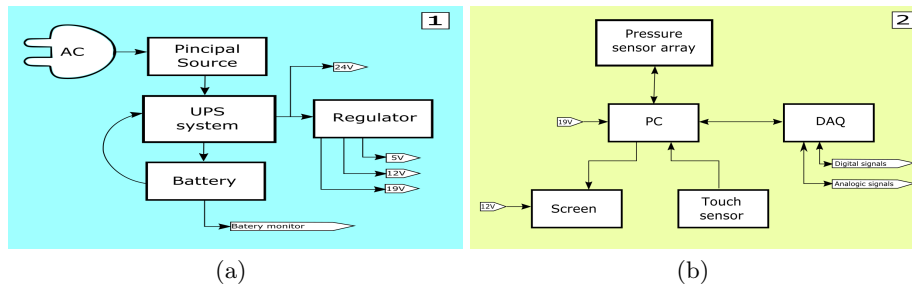 1
AC
Pincipal
Source
24V
UPS
system
Regulator
5V
12V
19V
Battery
Batery monitor
(a)
2
Pressure
sensor array
19V
PC
DAQ
Digital signals
Analogic signals
12V
Screen
Touch
sensor
(b)